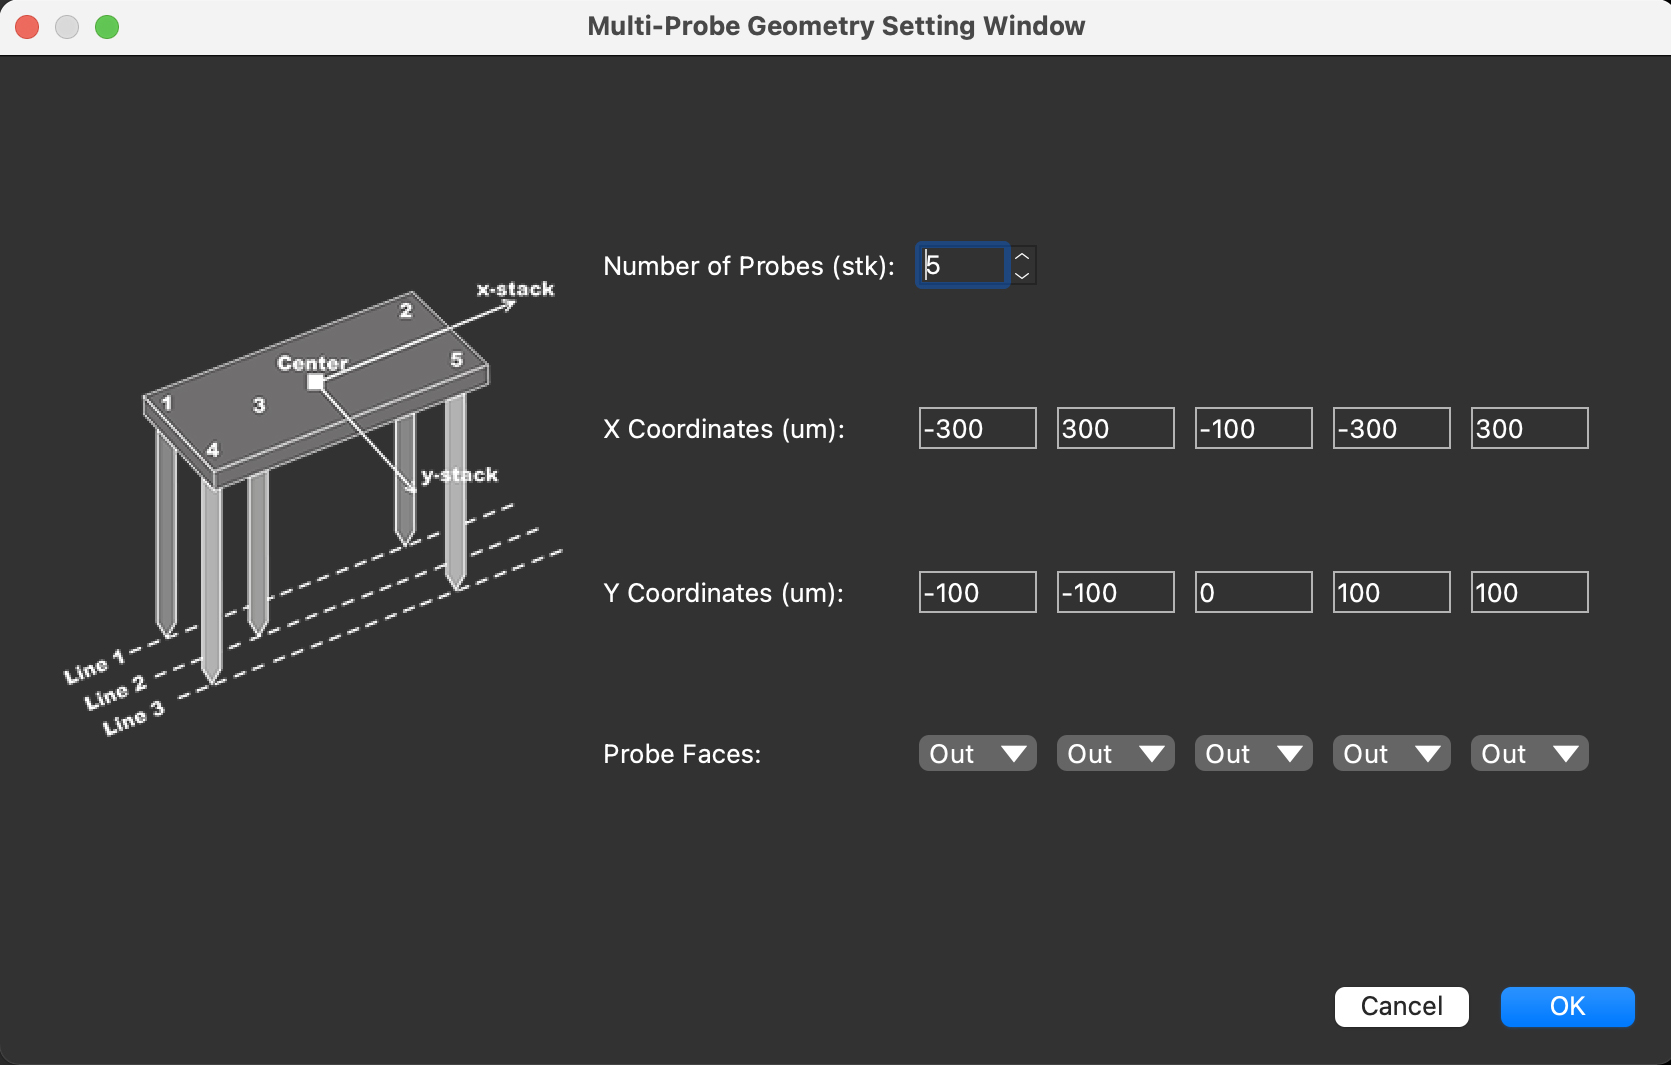 Multi-Probe Geometry Setting Window
Number of Probes (stk): 5
x-stack
2
Center
5
1
3
4
y-stack
Line 1
Line 2
Line 3
X Coordinates (um): -300 300 -100 -300 300
Y Coordinates (um): -100 -100 0 100 100
Probe Faces: Out Out Out Out Out
Cancel OK